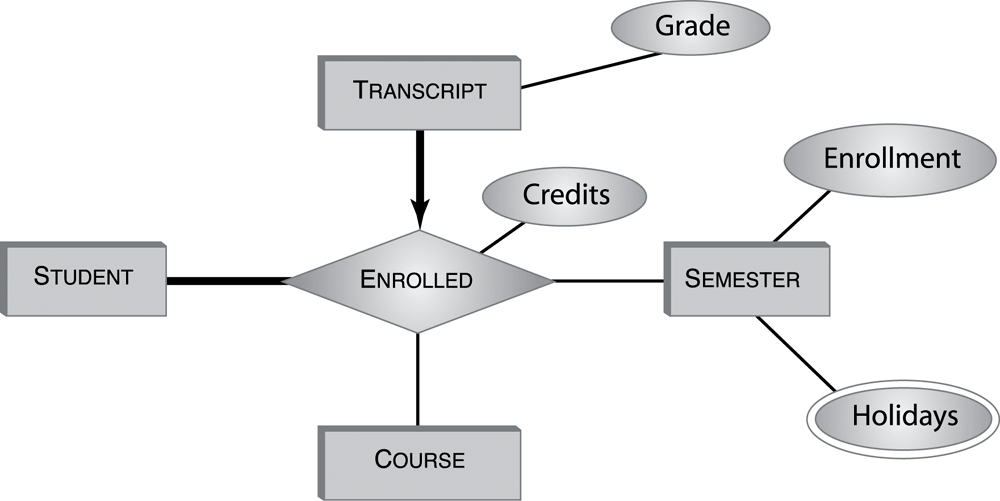 Grade
TRANSCRIPT
Enrollment
Credits
STUDENT
ENROLLED
SEMESTER
Holidays
COURSE